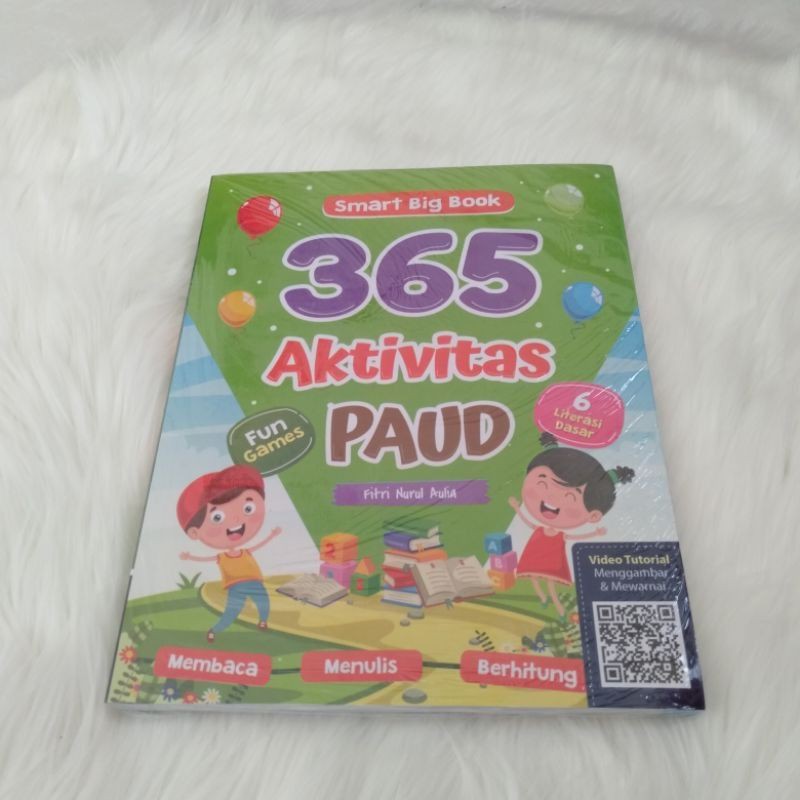 Smart Big Book
365
Aktivitas
PAUD
Fun
Games
6
Literasi
Dasar
Fitri Nurul Aulia
2
A
B
Video Tutorial
Menggambar
& Mewarnai
Membaca
Menulis
Berhitung